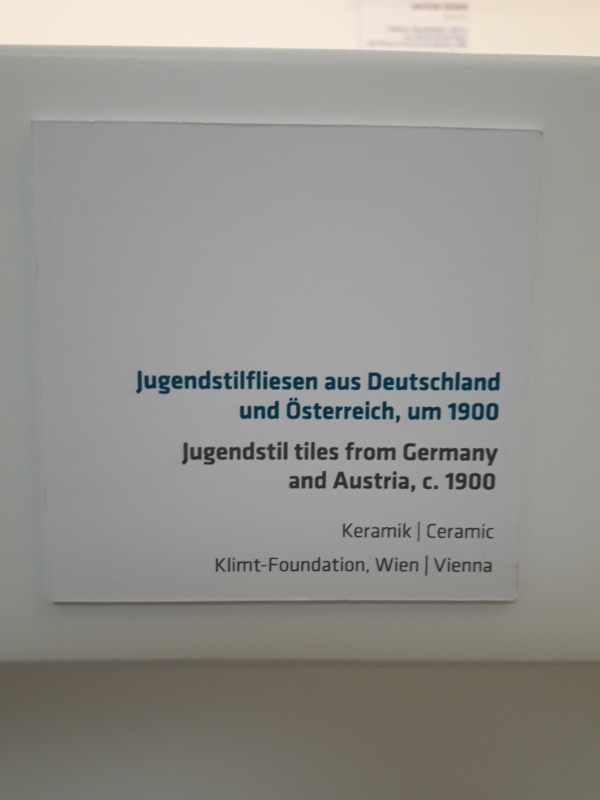 Jugendstilfliesen aus Deutschland
und Österreich, um 1900
Jugendstil tiles from Germany
and Austria, c. 1900
Keramik | Ceramic
Klimt-Foundation, Wien | Vienna